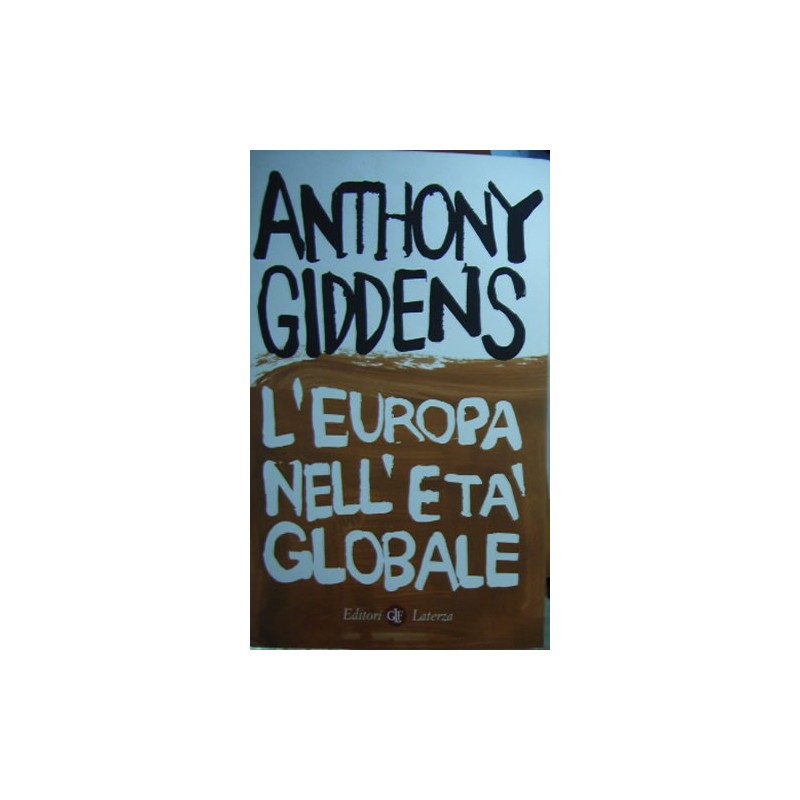 ANTHONY
GIDDENS
L'EUROPA
NELL'ETA'
GLOBALE
Editori GLF Laterza